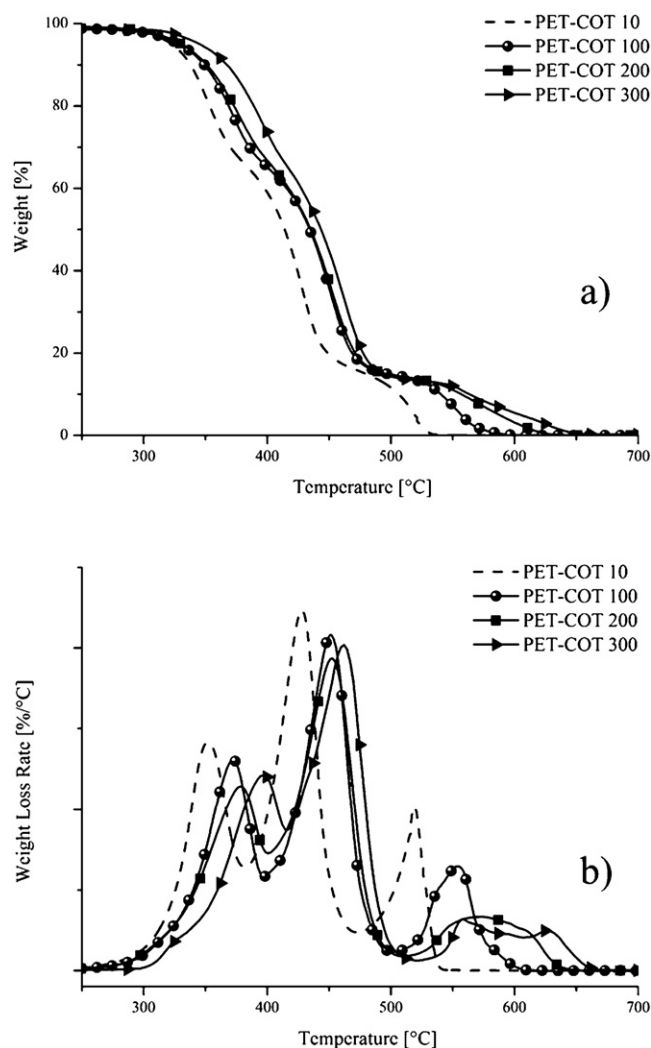 PET-COT 10
PET-COT 100
PET-COT 200
PET-COT 300
100
80
60
40
20
0
Weight [%]
a)
300 400 500 600 700
Temperature [°C]
PET-COT 10
PET-COT 100
PET-COT 200
PET-COT 300
Weight Loss Rate [%/°C]
b)
300 400 500 600 700
Temperature [°C]